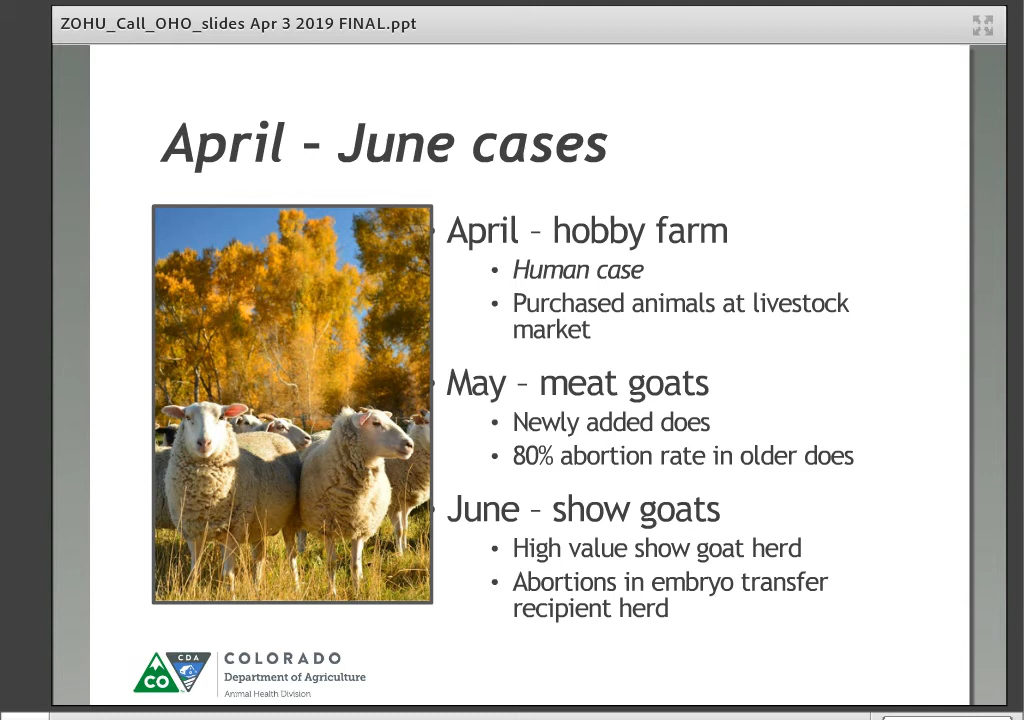 ZOHU_Call_OHO_slides Apr 3 2019 FINAL.ppt
April – June cases
• April – hobby farm
• Human case
• Purchased animals at livestock
market
• May – meat goats
• Newly added does
• 80% abortion rate in older does
• June – show goats
• High value show goat herd
• Abortions in embryo transfer
recipient herd
CO
CDA
COLORADO
Department of Agriculture
Animal Health Division